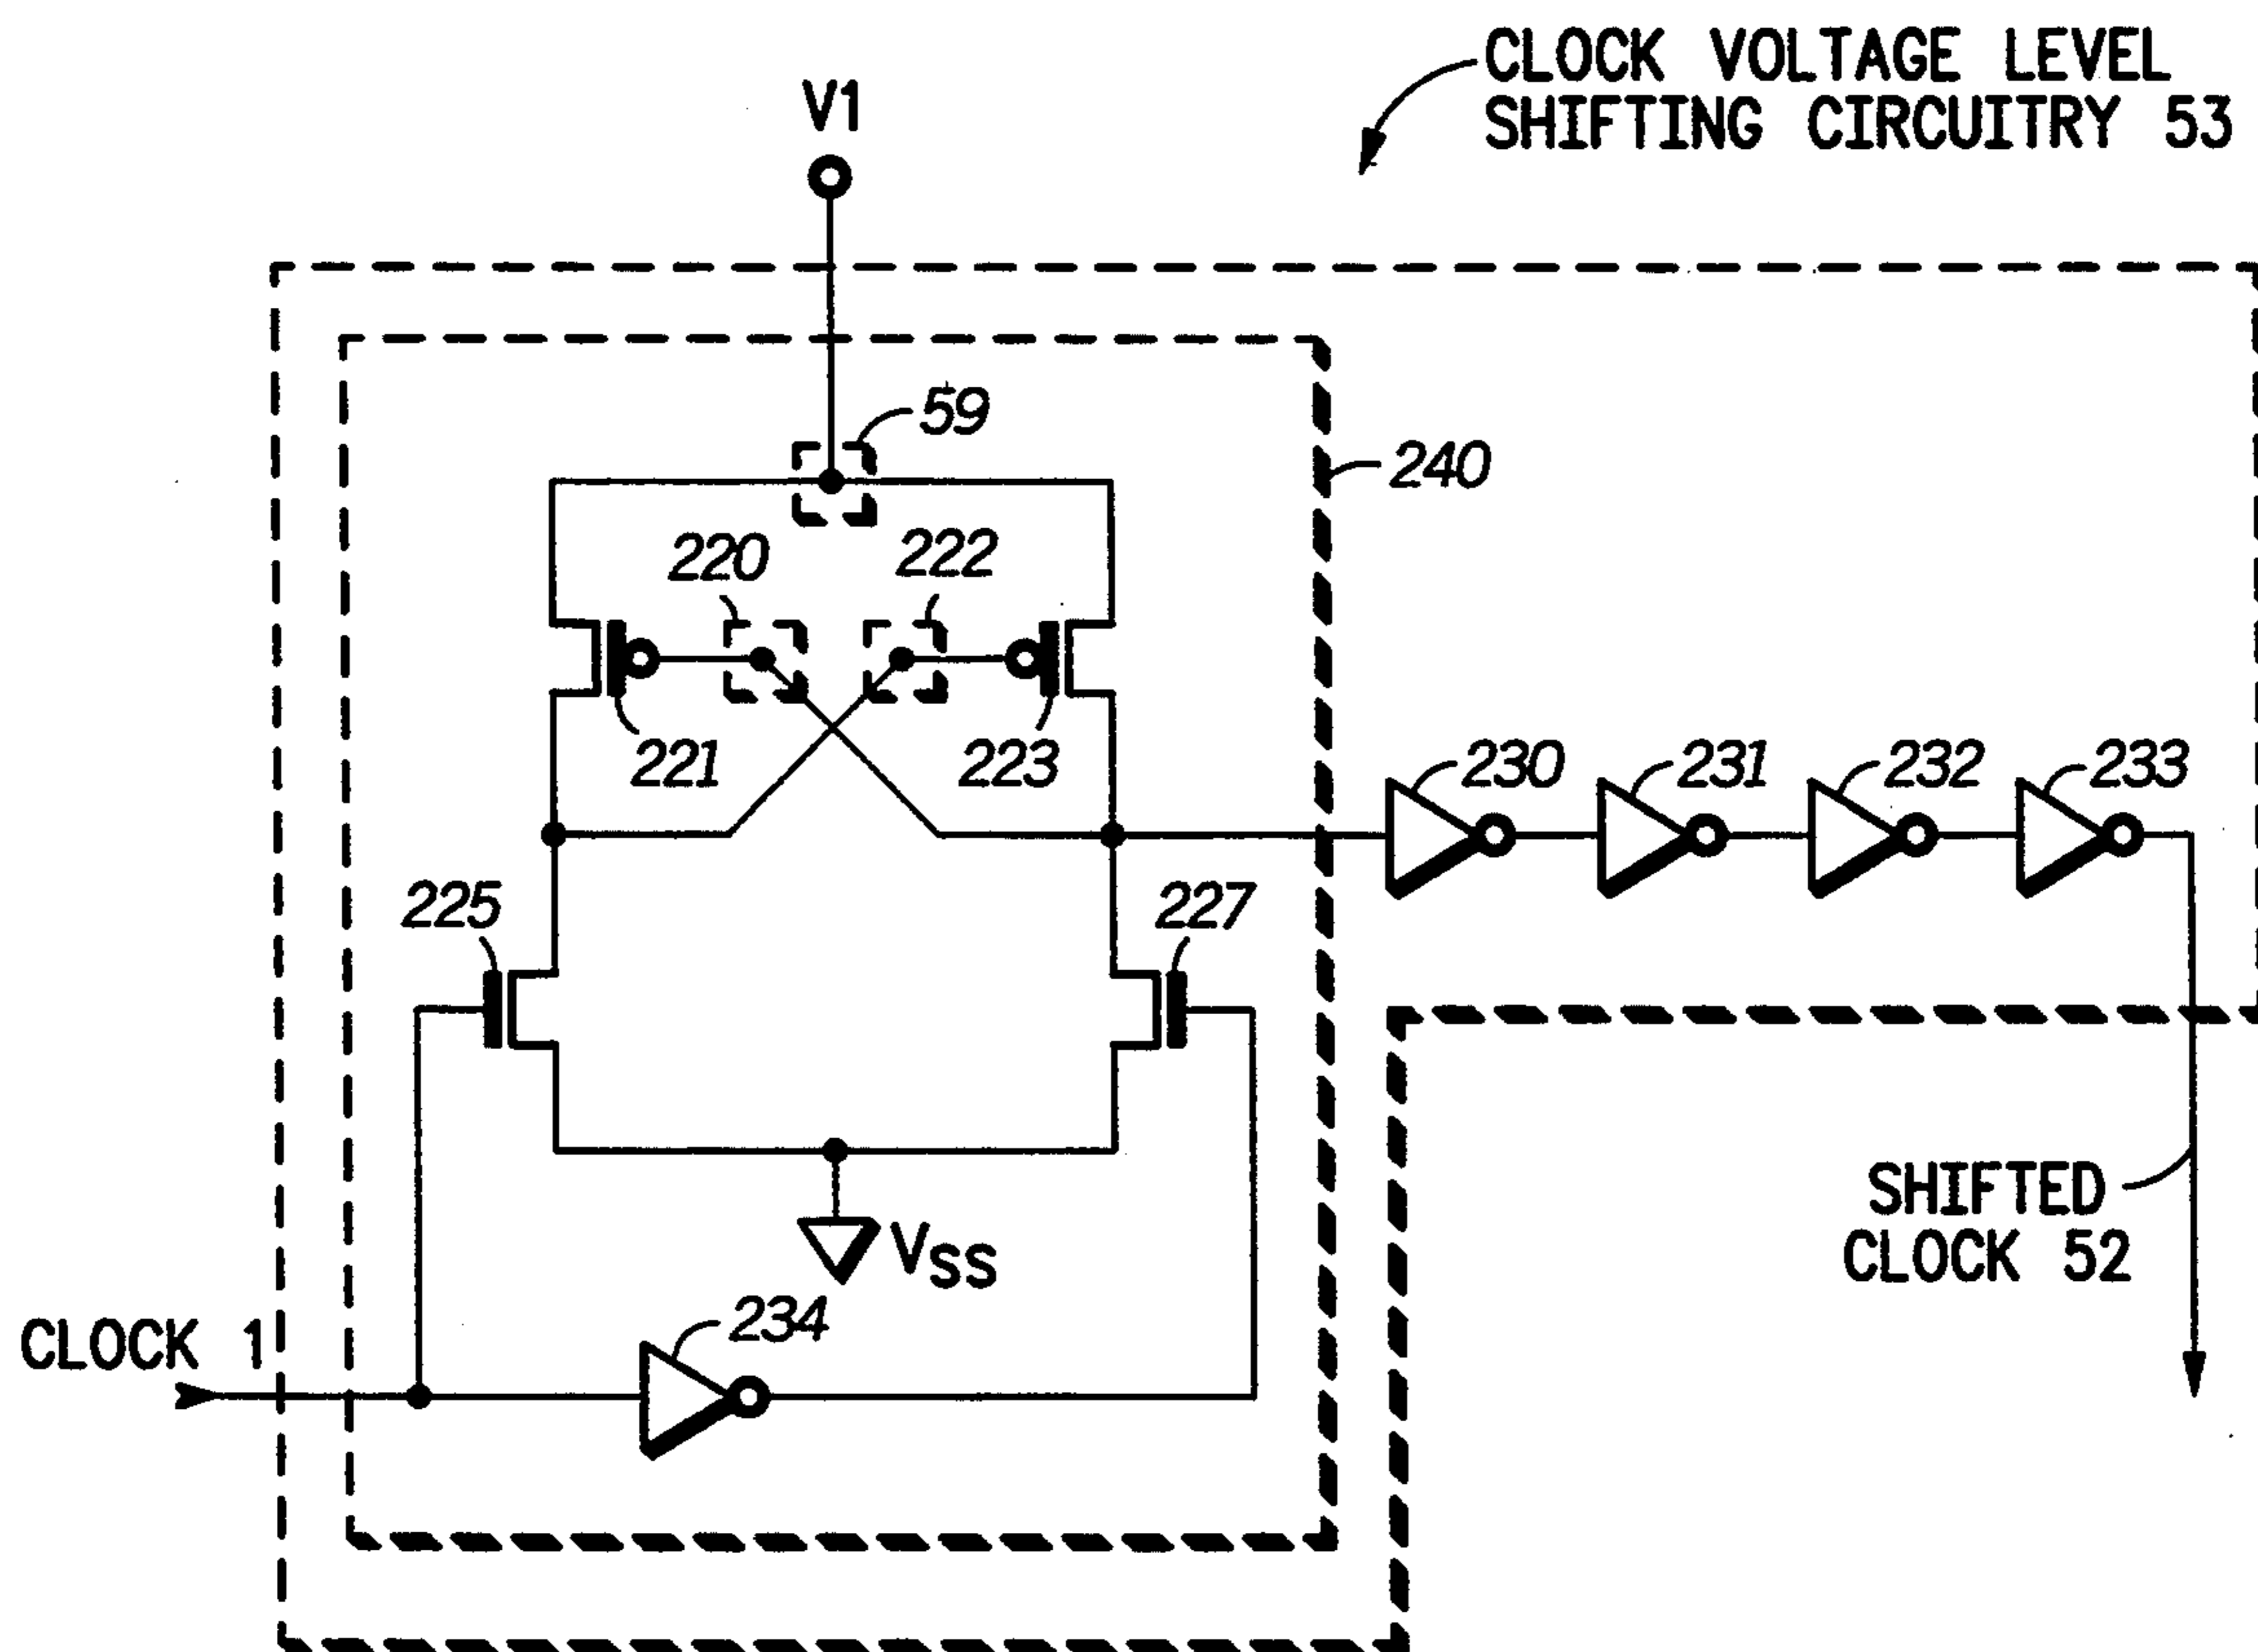 CLOCK VOLTAGE LEVEL
SHIFTING CIRCUITRY 53
V1
59
240
220
222
221
223
230
231
232
233
225
227
SHIFTED
CLOCK 52
VSS
234
CLOCK 1